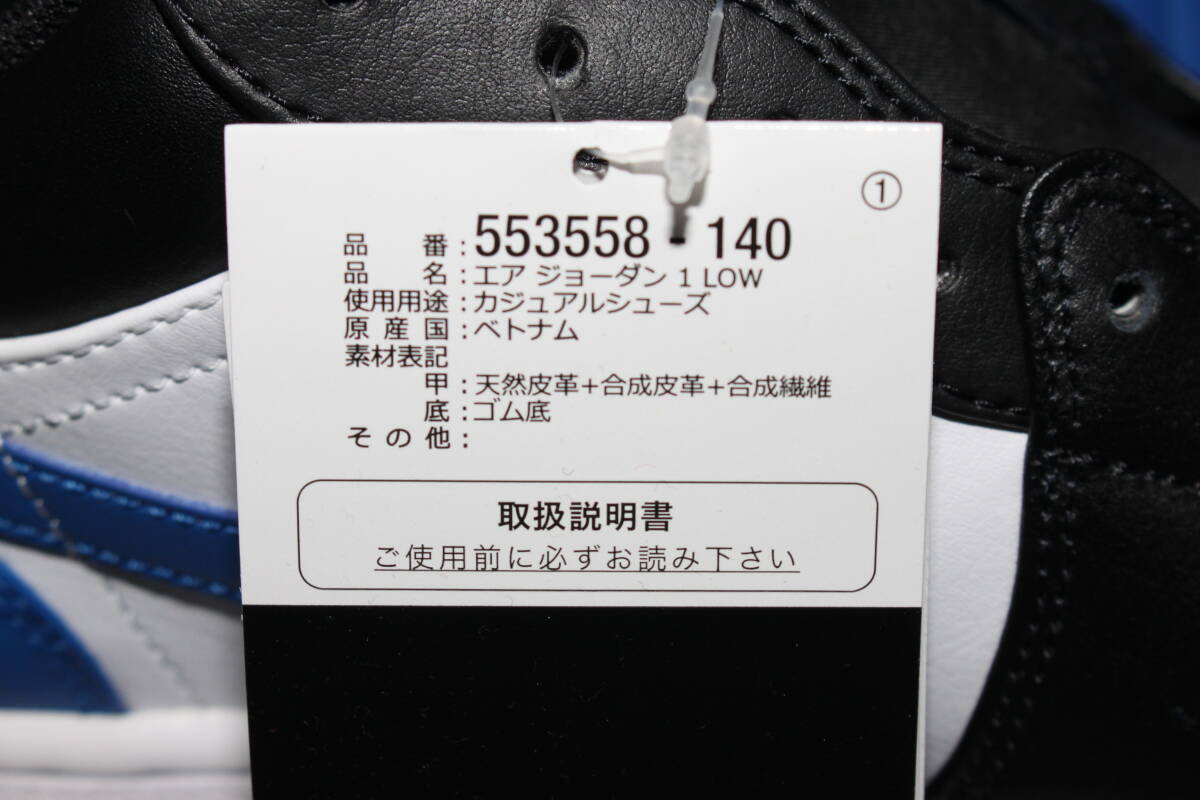 ①
品番：553558-140
品名：エア ジョーダン 1 LOW
使用用途：カジュアルシューズ
原産国：ベトナム
素材表記
甲：天然皮革+合成皮革+合成繊維
底：ゴム底
その他：
取扱説明書
ご使用前に必ずお読み下さい